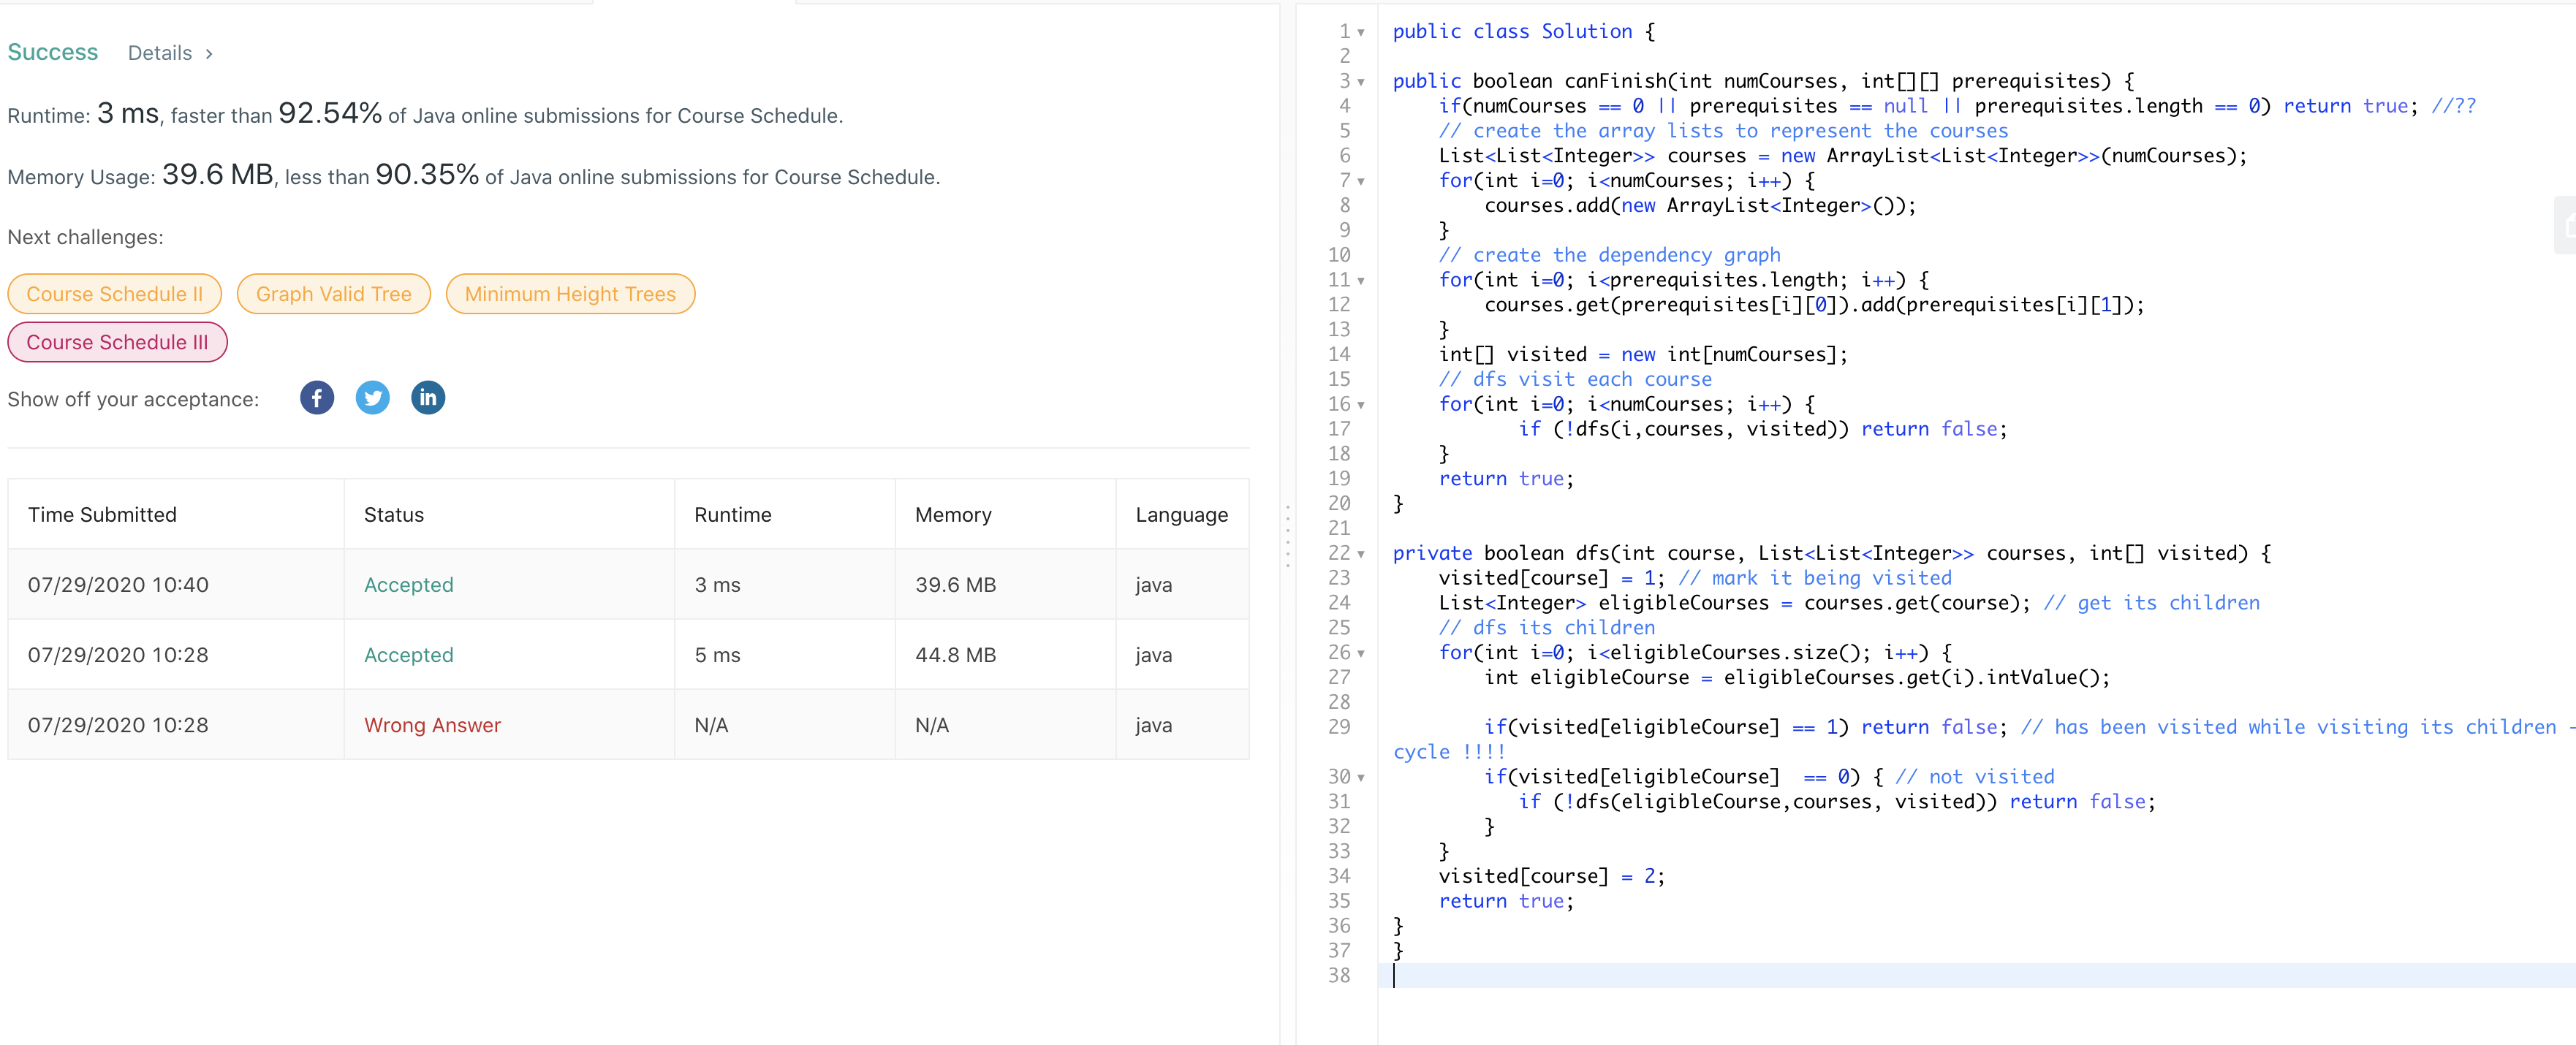 Success Details >
Runtime: 3 ms, faster than 92.54% of Java online submissions for Course Schedule.
Memory Usage: 39.6 MB, less than 90.35% of Java online submissions for Course Schedule.
Next challenges:
Course Schedule II Graph Valid Tree Minimum Height Trees
Course Schedule III
Show off your acceptance: f in
Time Submitted Status Runtime Memory Language
07/29/2020 10:40 Accepted 3 ms 39.6 MB java
07/29/2020 10:28 Accepted 5 ms 44.8 MB java
07/29/2020 10:28 Wrong Answer N/A N/A java
1 public class Solution {
2
3 public boolean canFinish(int numCourses, int[][] prerequisites) {
4     if(numCourses == 0 || prerequisites == null || prerequisites.length == 0) return true; //??
5     // create the array lists to represent the courses
6     List<List<Integer>> courses = new ArrayList<List<Integer>>(numCourses);
7     for(int i=0; i<numCourses; i++) {
8         courses.add(new ArrayList<Integer>());
9     }
10     // create the dependency graph
11     for(int i=0; i<prerequisites.length; i++) {
12         courses.get(prerequisites[i][0]).add(prerequisites[i][1]);
13     }
14     int[] visited = new int[numCourses];
15     // dfs visit each course
16     for(int i=0; i<numCourses; i++) {
17            if (!dfs(i,courses, visited)) return false;
18     }
19     return true;
20 }
21
22 private boolean dfs(int course, List<List<Integer>> courses, int[] visited) {
23     visited[course] = 1; // mark it being visited
24     List<Integer> eligibleCourses = courses.get(course); // get its children
25     // dfs its children
26     for(int i=0; i<eligibleCourses.size(); i++) {
27         int eligibleCourse = eligibleCourses.get(i).intValue();
28
29         if(visited[eligibleCourse] == 1) return false; // has been visited while visiting its children -
cycle !!!!
30         if(visited[eligibleCourse]  == 0) { // not visited
31            if (!dfs(eligibleCourse,courses, visited)) return false;
32         }
33     }
34     visited[course] = 2;
35     return true;
36 }
37 }
38